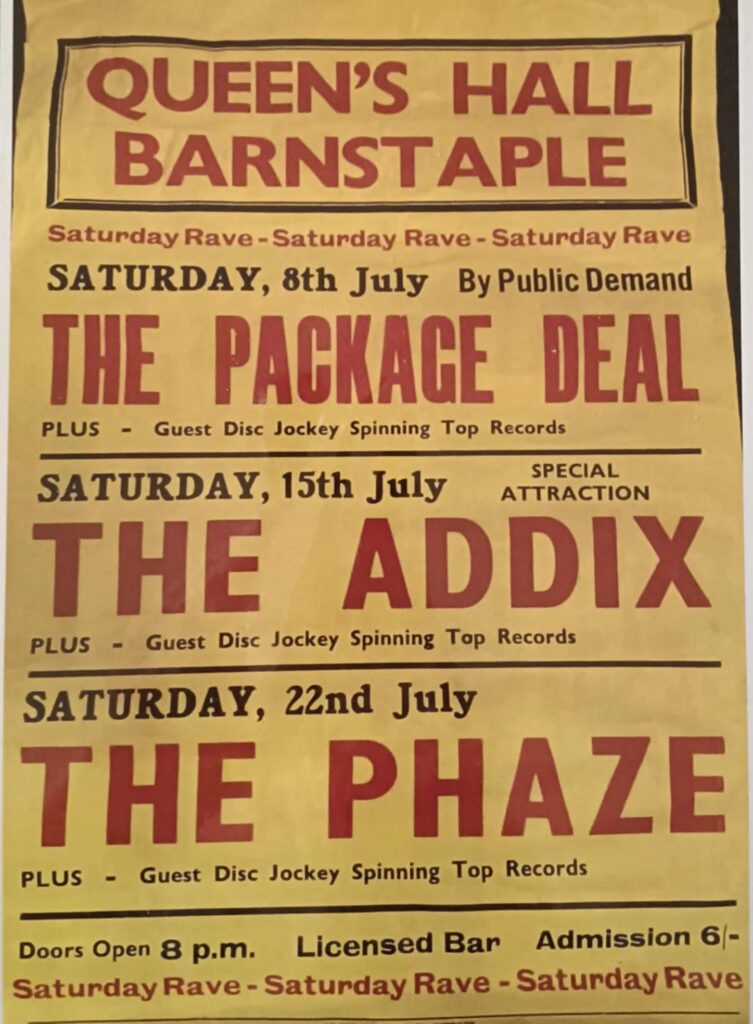 QUEEN'S HALL
BARNSTAPLE
Saturday Rave - Saturday Rave - Saturday Rave
SATURDAY, 8th July By Public Demand
THE PACKAGE DEAL
PLUS - Guest Disc Jockey Spinning Top Records
SATURDAY, 15th July SPECIAL ATTRACTION
THE ADDIX
PLUS - Guest Disc Jockey Spinning Top Records
SATURDAY, 22nd July
THE PHAZE
PLUS - Guest Disc Jockey Spinning Top Records
Doors Open 8 p.m. Licensed Bar Admission 6/-
Saturday Rave - Saturday Rave - Saturday Rave